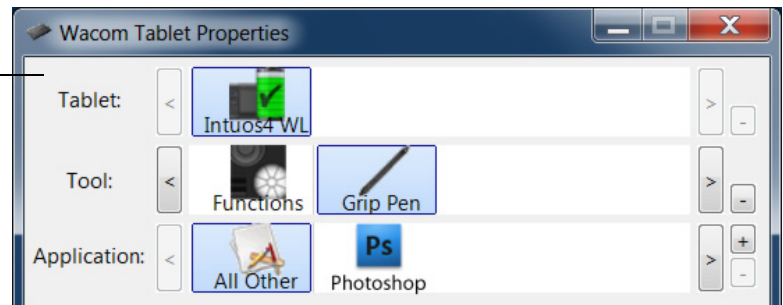 Wacom Tablet Properties
X
Tablet:
<
Intuos4 WL
>
-
Tool:
<
Functions
Grip Pen
>
-
Application:
<
All Other
Ps
Photoshop
>
+
-